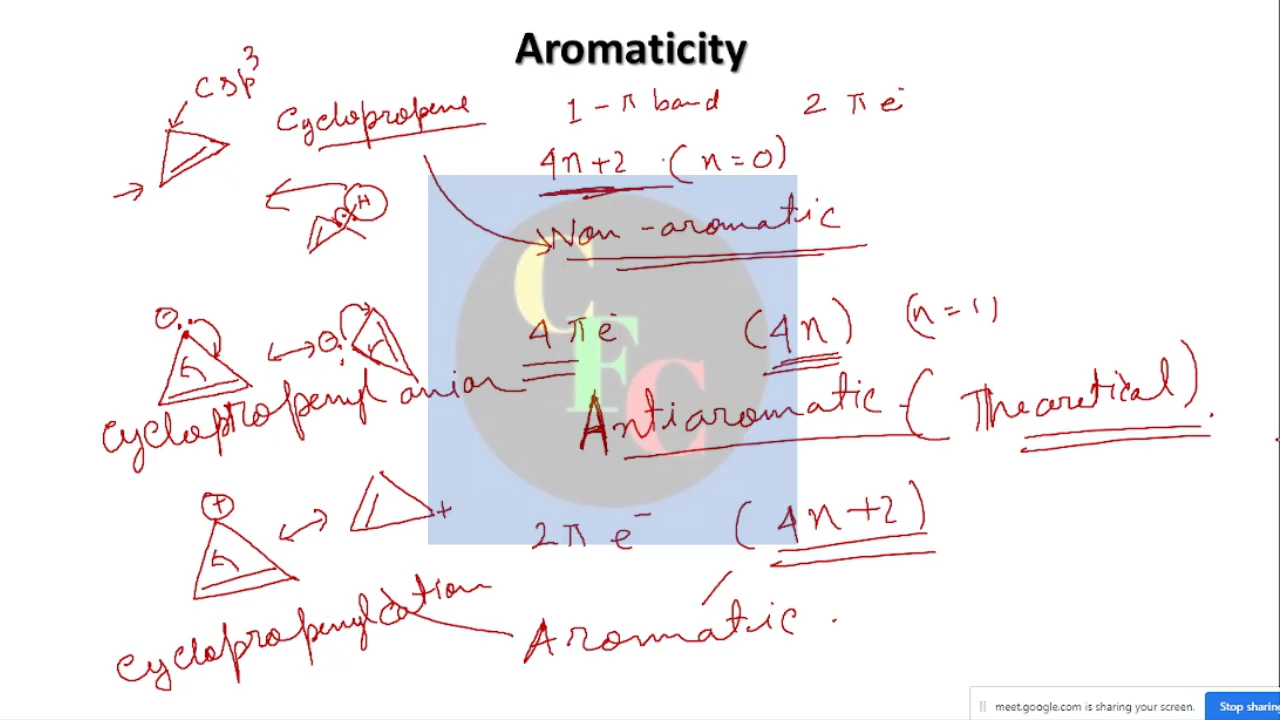 Aromaticity
Csp³
Cyclopropene
1 - π bond
2 π e⁻
4n+2 (n=0)
H
Non-aromatic
C
F
C
⊖
⊖
4 π e⁻
(4n)
(n=1)
cyclopropenyl anion
Antiaromatic - (Theoretical).
+
+
2 π e⁻
(4n+2)
cyclopropenyl cation
Aromatic.
meet.google.com is sharing your screen.
Stop sharing